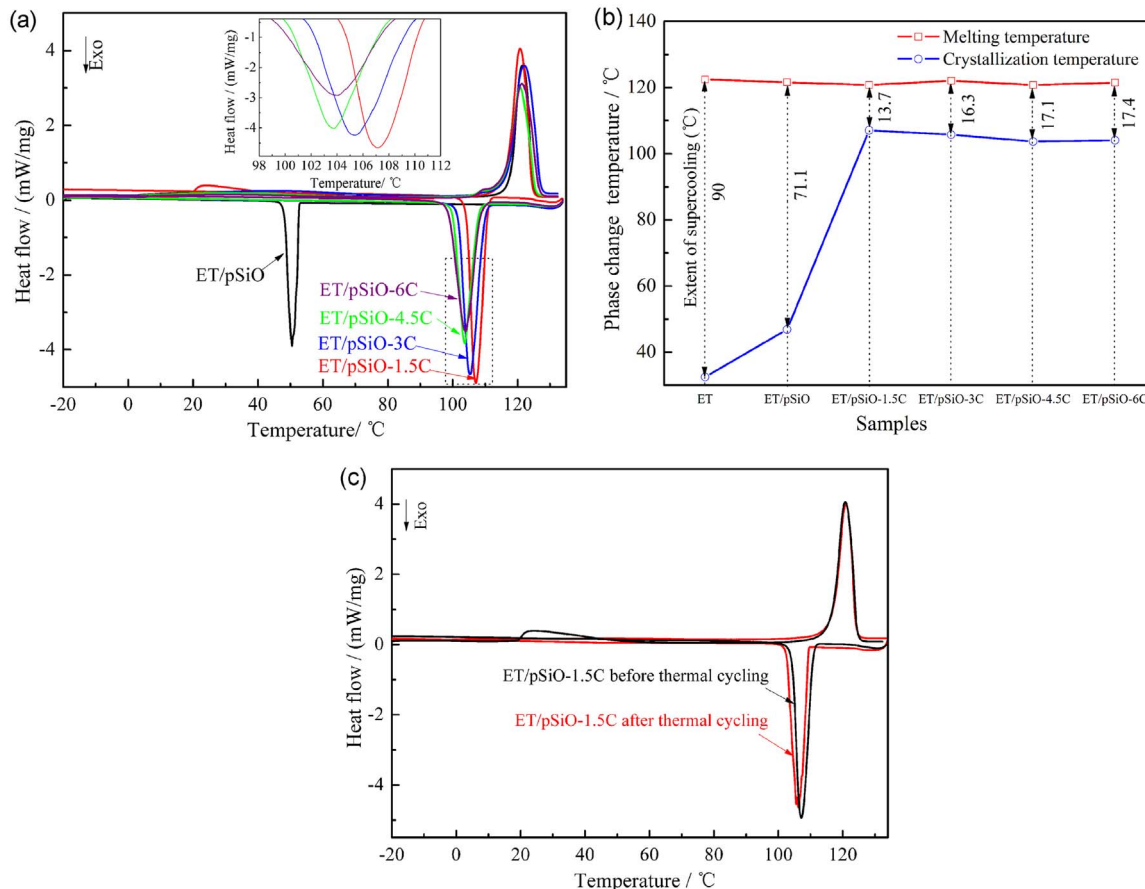 (a)
Exo
Heat flow / (mW/mg)
4
2
0
-2
-4
-20 0 20 40 60 80 100 120
Temperature/ ℃
Heat flow / (mW/mg)
-1
-2
-3
-4
98 100 102 104 106 108 110 112
Temperature/ ℃
ET/pSiO
ET/pSiO-6C
ET/pSiO-4.5C
ET/pSiO-3C
ET/pSiO-1.5C
(b)
Phase change temperature / ℃
140
120
100
80
60
40
Melting temperature
Crystallization temperature
Extent of supercooling (℃)
90
71.1
13.7
16.3
17.1
17.4
ET ET/pSiO ET/pSiO-1.5C ET/pSiO-3C ET/pSiO-4.5C ET/pSiO-6C
Samples
(c)
Exo
Heat flow / (mW/mg)
4
2
0
-2
-4
ET/pSiO-1.5C before thermal cycling
ET/pSiO-1.5C after thermal cycling
-20 0 20 40 60 80 100 120
Temperature / ℃